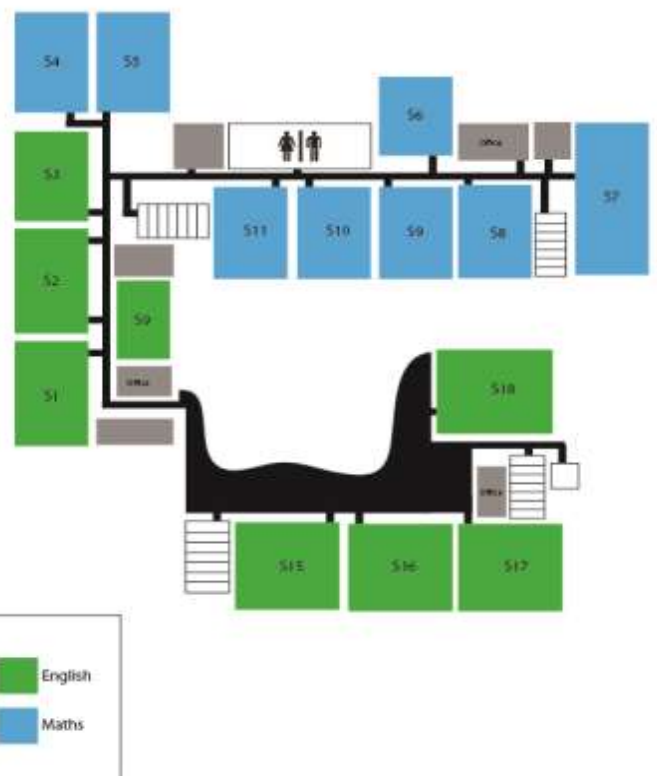 S4
S5
S6
Office
S3
S7
S11
S10
S9
S8
S2
S9
S1
Office
S18
Office
S15
S16
S17
English
Maths